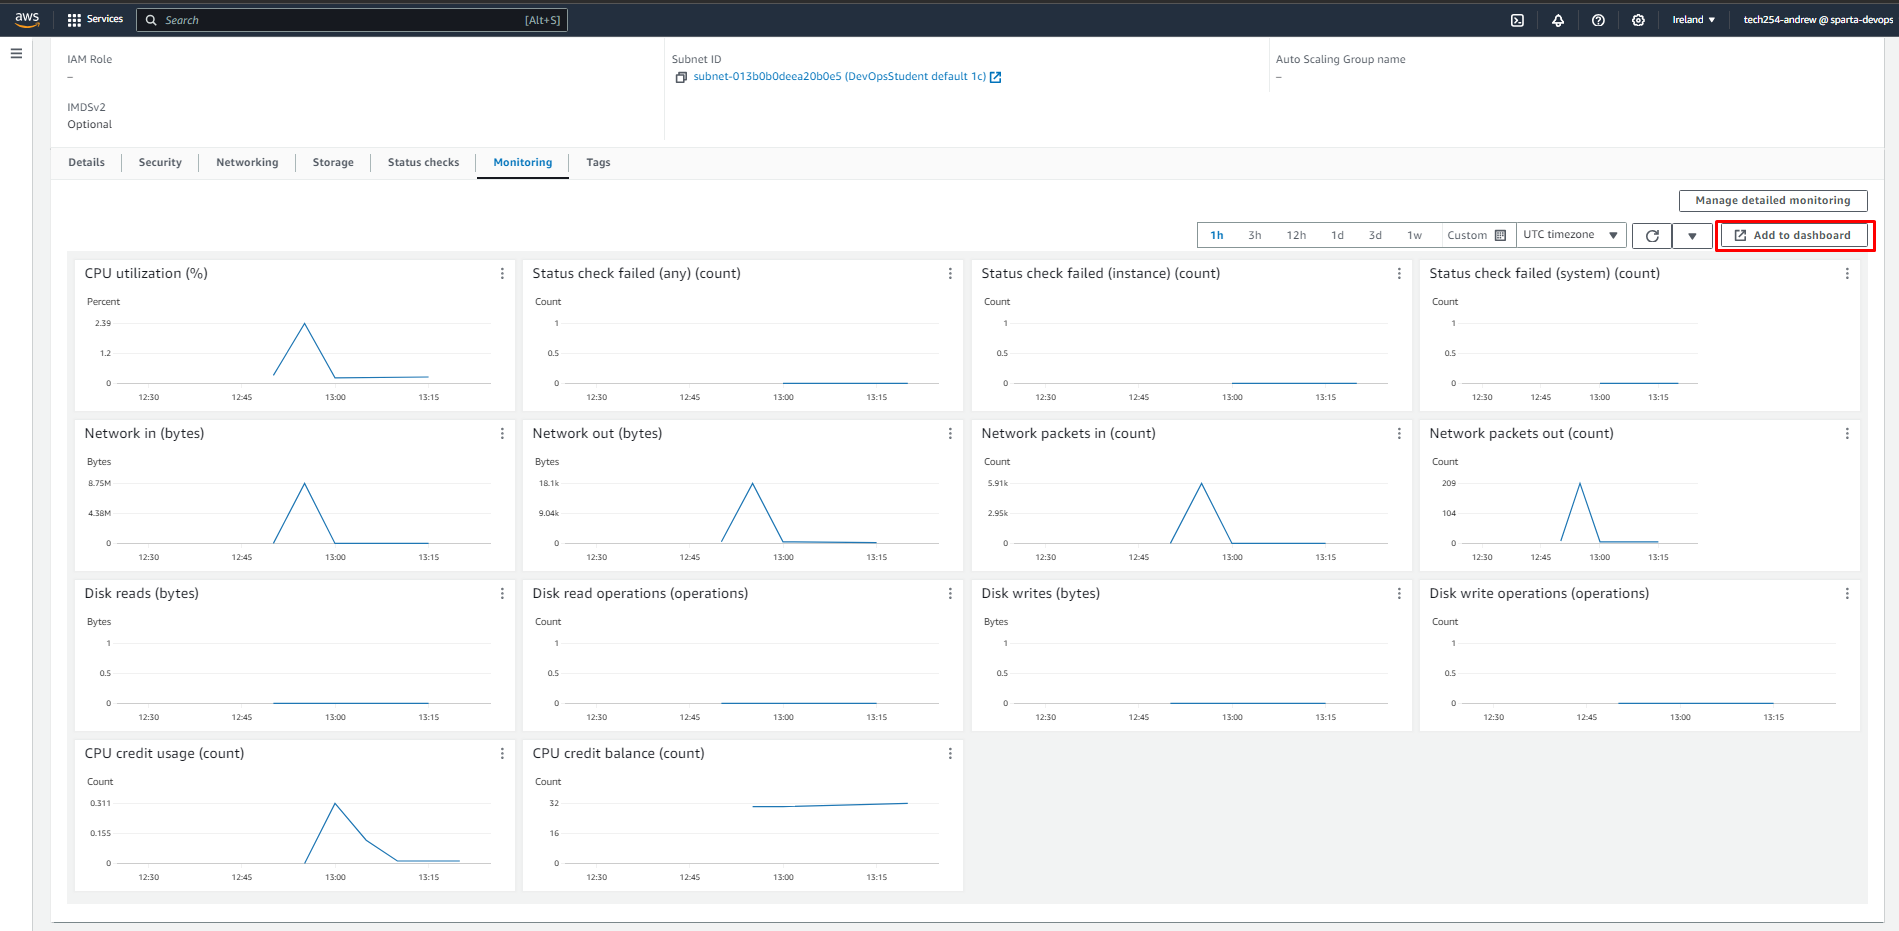 aws
Services
Search [Alt+S]
Ireland ▼
tech254-andrew @ sparta-devops
IAM Role
–
Subnet ID
subnet-013b0b0deea20b0e5 (DevOpsStudent default 1c)
Auto Scaling Group name
–
IMDSv2
Optional
Details
Security
Networking
Storage
Status checks
Monitoring
Tags
Manage detailed monitoring
1h 3h 12h 1d 3d 1w Custom
UTC timezone ▼
Add to dashboard
CPU utilization (%)
Percent
2.39
1.2
0
12:30 12:45 13:00 13:15
Status check failed (any) (count)
Count
1
0.5
0
12:30 12:45 13:00 13:15
Status check failed (instance) (count)
Count
1
0.5
0
12:30 12:45 13:00 13:15
Status check failed (system) (count)
Count
1
0.5
0
12:30 12:45 13:00 13:15
Network in (bytes)
Bytes
8.75M
4.38M
0
12:30 12:45 13:00 13:15
Network out (bytes)
Bytes
18.1k
9.04k
0
12:30 12:45 13:00 13:15
Network packets in (count)
Count
5.91k
2.95k
0
12:30 12:45 13:00 13:15
Network packets out (count)
Count
209
104
0
12:30 12:45 13:00 13:15
Disk reads (bytes)
Bytes
1
0.5
0
12:30 12:45 13:00 13:15
Disk read operations (operations)
Count
1
0.5
0
12:30 12:45 13:00 13:15
Disk writes (bytes)
Bytes
1
0.5
0
12:30 12:45 13:00 13:15
Disk write operations (operations)
Count
1
0.5
0
12:30 12:45 13:00 13:15
CPU credit usage (count)
Count
0.311
0.155
0
12:30 12:45 13:00 13:15
CPU credit balance (count)
Count
32
16
0
12:30 12:45 13:00 13:15